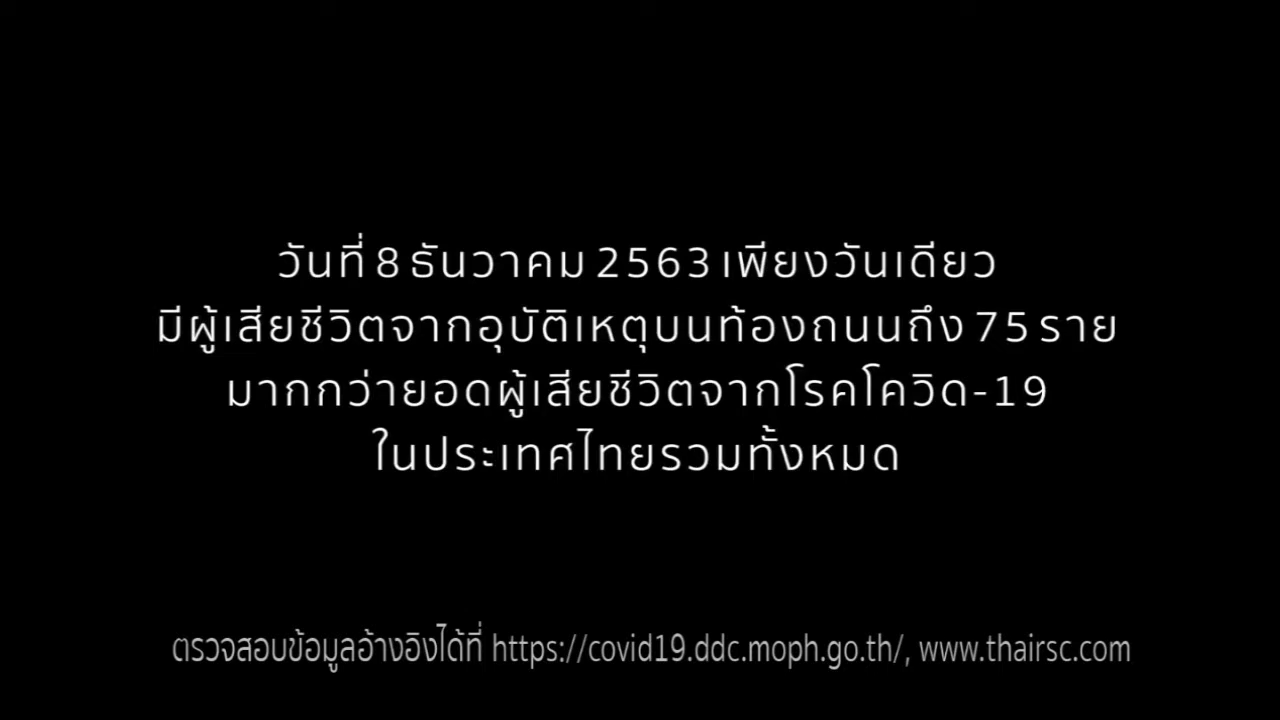 วันที่ 8 ธันวาคม 2563 เพียงวันเดียว
มีผู้เสียชีวิตจากอุบัติเหตุบนท้องถนนถึง 75 ราย
มากกว่ายอดผู้เสียชีวิตจากโรคโควิด-19
ในประเทศไทยรวมทั้งหมด
ตรวจสอบข้อมูลอ้างอิงได้ที่ https://covid19.ddc.moph.go.th/, www.thairsc.com